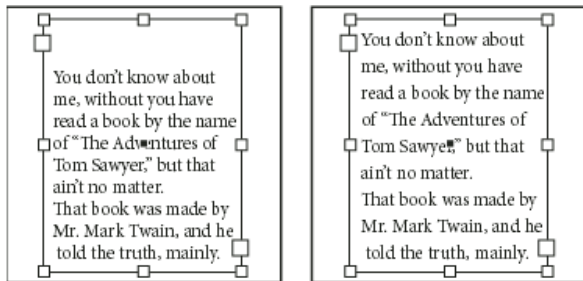 You don't know about
me, without you have
read a book by the name
of “The Adventures of
Tom Sawyer,” but that
ain't no matter.
That book was made by
Mr. Mark Twain, and he
told the truth, mainly.
You don't know about
me, without you have
read a book by the name
of “The Adventures of
Tom Sawyer,” but that
ain't no matter.
That book was made by
Mr. Mark Twain, and he
told the truth, mainly.